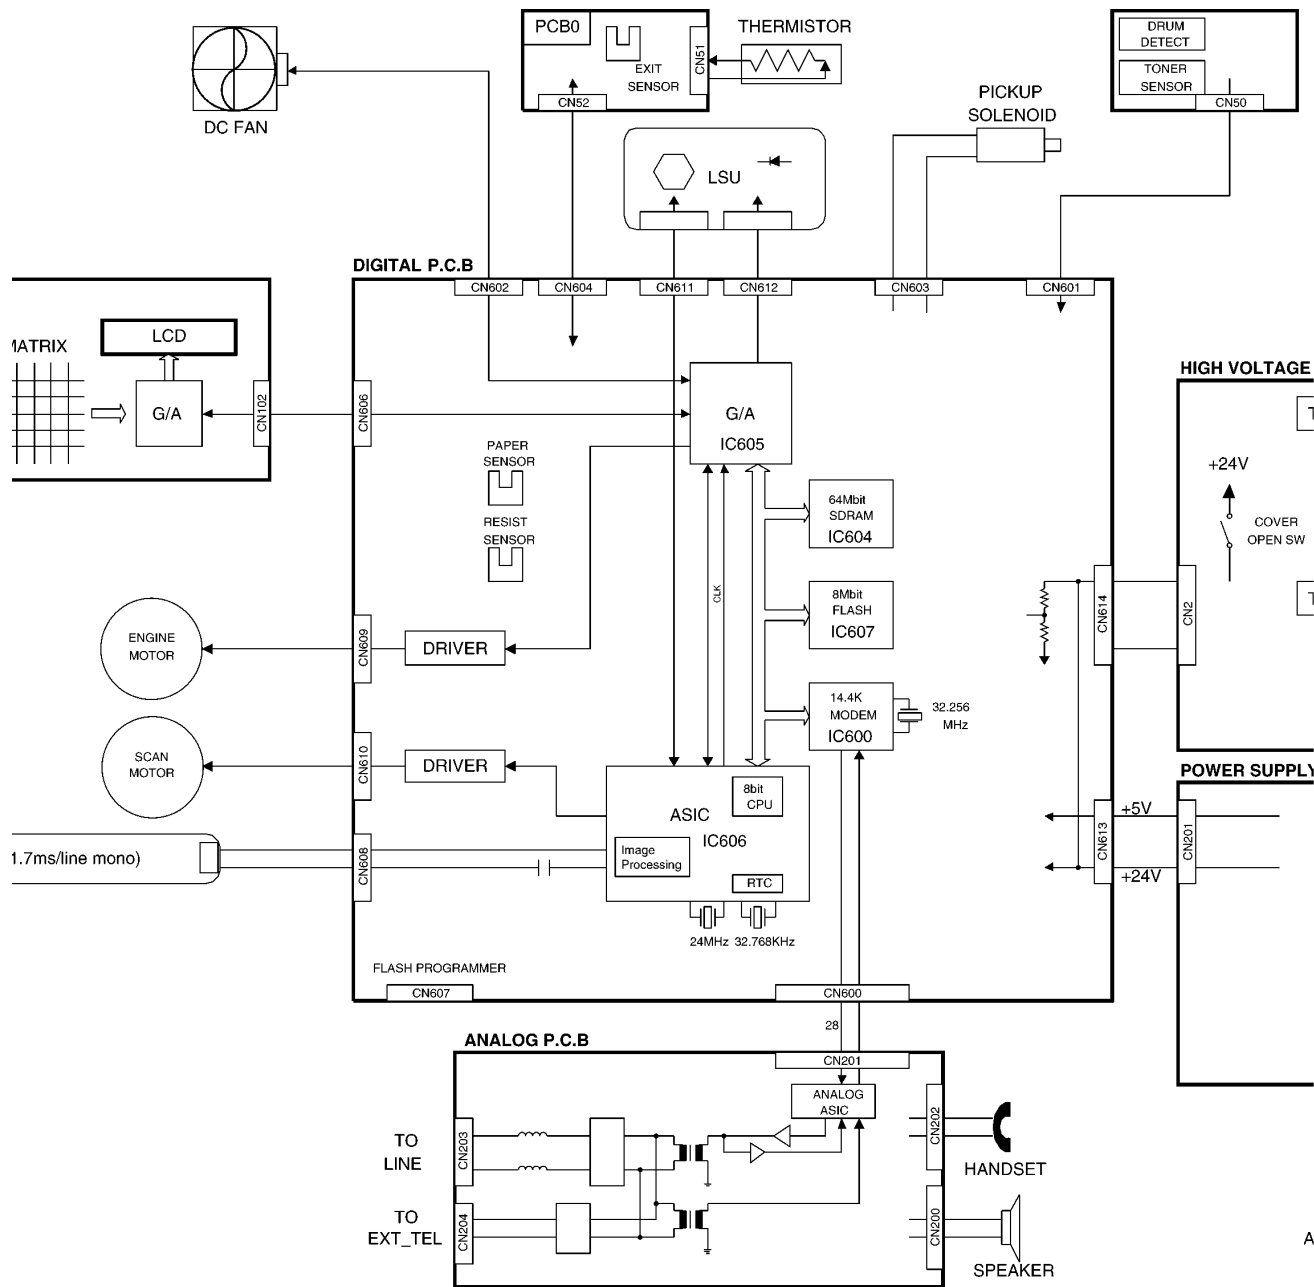 PCB0
EXIT
SENSOR
CN51
CN52
THERMISTOR
DRUM
DETECT
TONER
SENSOR
CN50
DC FAN
PICKUP
SOLENOID
LSU
DIGITAL P.C.B
CN602
CN604
CN611
CN612
CN603
CN601
LCD
MATRIX
G/A
CN102
CN606
G/A
IC605
HIGH VOLTAGE
PAPER
SENSOR
RESIST
SENSOR
+24V
COVER
OPEN SW
64Mbit
SDRAM
IC604
CLK
8Mbit
FLASH
IC607
CN614
CN2
ENGINE
MOTOR
CN609
DRIVER
14.4K
MODEM
IC600
32.256
MHz
SCAN
MOTOR
CN610
DRIVER
8bit
CPU
ASIC
IC606
POWER SUPPLY
+5V
CN613
CN201
+24V
1.7ms/line mono)
CN608
Image
Processing
RTC
24MHz
32.768KHz
FLASH PROGRAMMER
CN607
CN600
28
ANALOG P.C.B
CN201
ANALOG
ASIC
TO
LINE
CN203
CN202
HANDSET
TO
EXT_TEL
CN204
CN200
SPEAKER
A